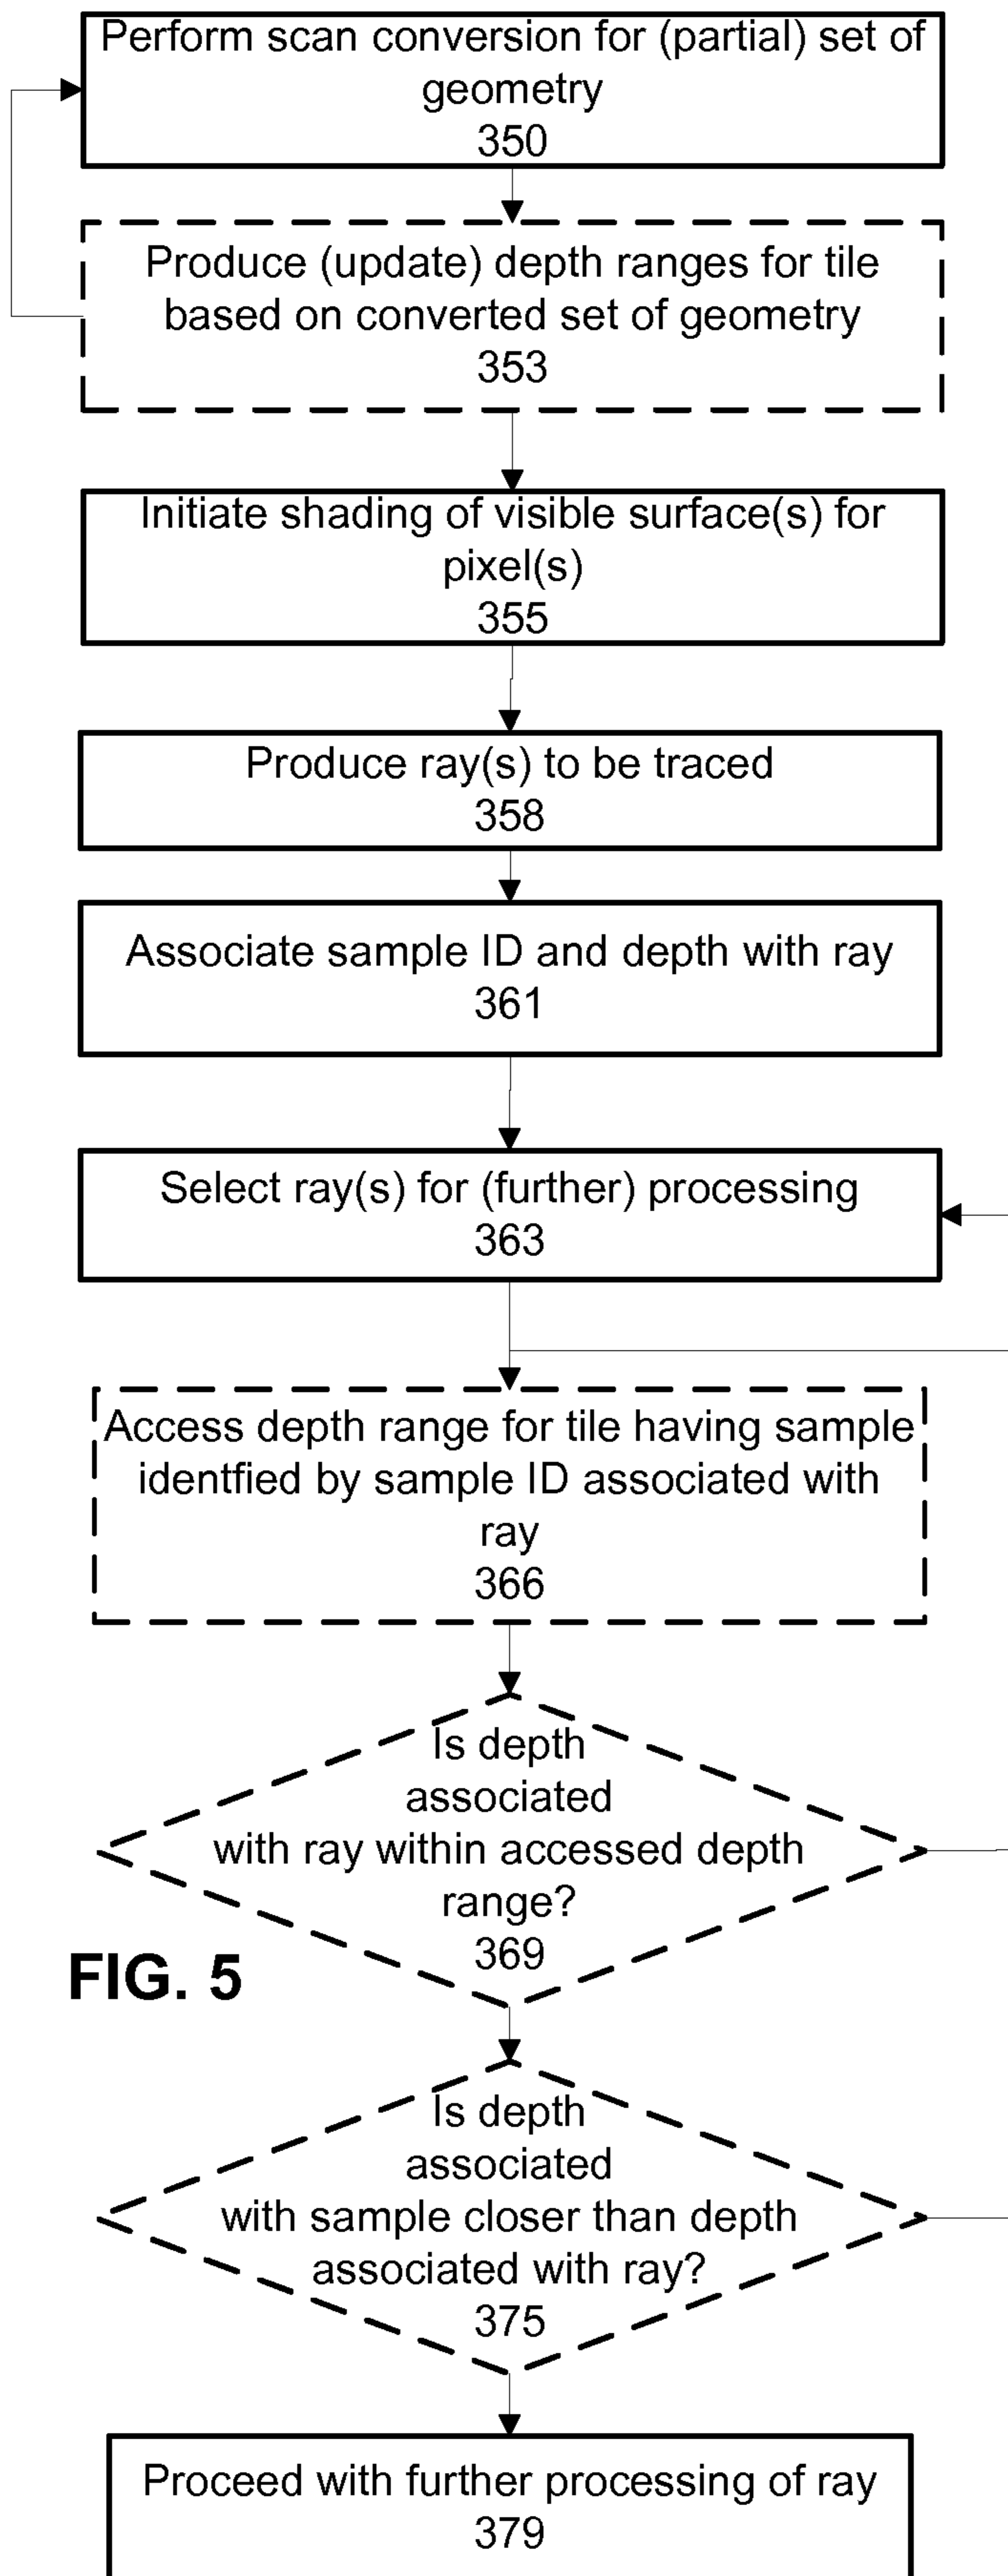 Perform scan conversion for (partial) set of
geometry
350
Produce (update) depth ranges for tile
based on converted set of geometry
353
Initiate shading of visible surface(s) for
pixel(s)
355
Produce ray(s) to be traced
358
Associate sample ID and depth with ray
361
Select ray(s) for (further) processing
363
Access depth range for tile having sample
identfied by sample ID associated with
ray
366
Is depth
associated
with ray within accessed depth
range?
369
FIG. 5
Is depth
associated
with sample closer than depth
associated with ray?
375
Proceed with further processing of ray
379